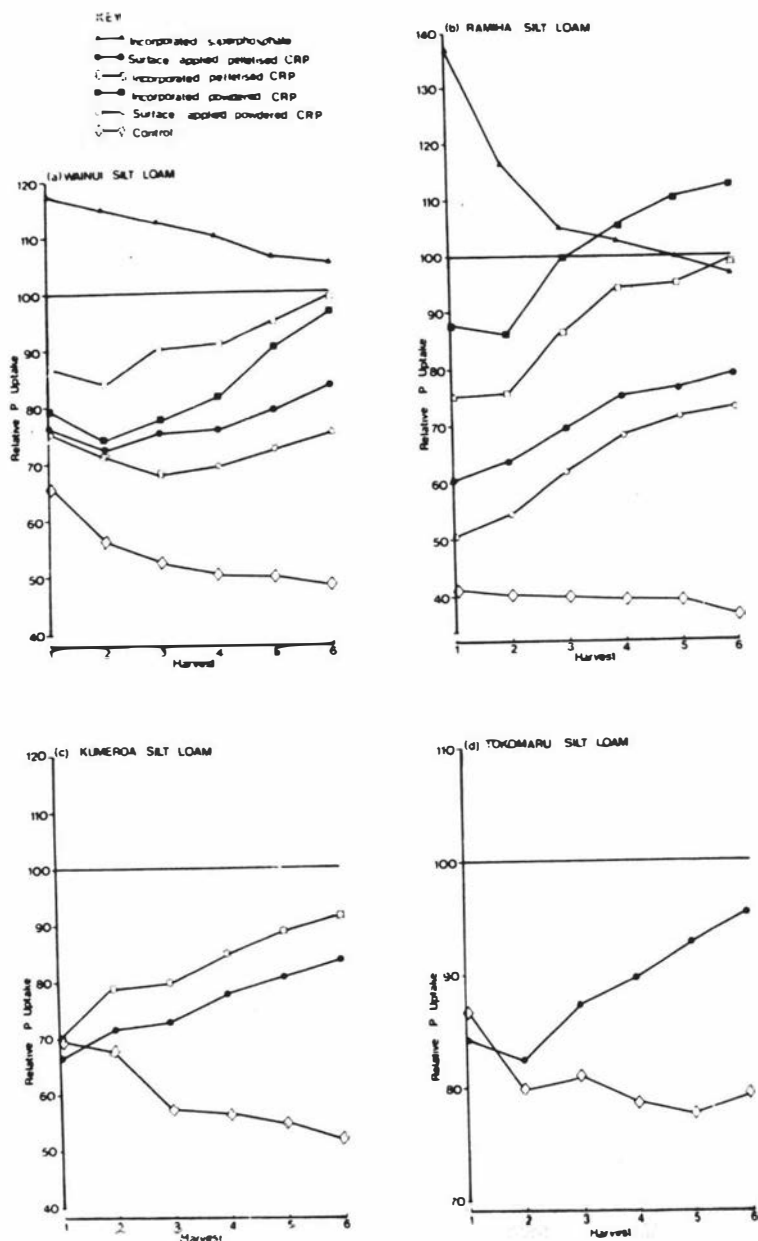 KEY
Incorporated superphosphate
Surface applied pelletised CRP
Incorporated pelletised CRP
Incorporated powdered CRP
Surface applied powdered CRP
Control
(a) WAINUI SILT LOAM
120
110
100
90
80
70
60
50
40
Relative P Uptake
1 2 3 4 5 6
Harvest
(b) RAMIHA SILT LOAM
140
130
120
110
100
90
80
70
60
50
40
Relative P Uptake
1 2 3 4 5 6
Harvest
(c) KUMEROA SILT LOAM
120
110
100
90
80
70
60
50
40
Relative P Uptake
1 2 3 4 5 6
Harvest
(d) TOKOMARU SILT LOAM
110
100
90
80
70
Relative P Uptake
1 2 3 4 5 6
Harvest